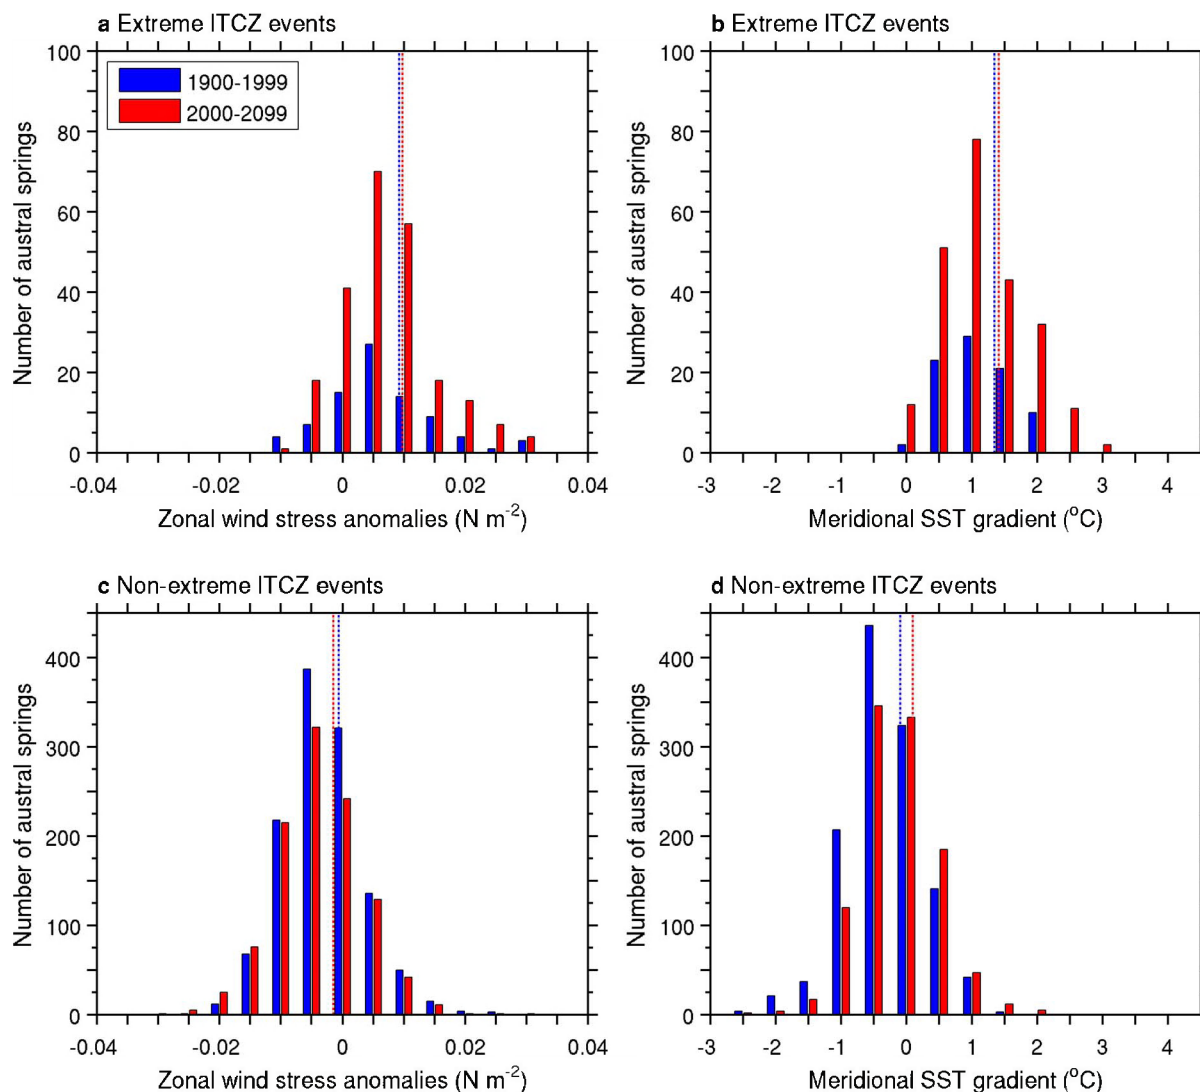 a Extreme ITCZ events
100
80
60
40
20
0
Number of austral springs
1900-1999
2000-2099
-0.04 -0.02 0 0.02 0.04
Zonal wind stress anomalies (N m⁻²)
b Extreme ITCZ events
100
80
60
40
20
0
Number of austral springs
-3 -2 -1 0 1 2 3 4
Meridional SST gradient (°C)
c Non-extreme ITCZ events
400
300
200
100
0
Number of austral springs
-0.04 -0.02 0 0.02 0.04
Zonal wind stress anomalies (N m⁻²)
d Non-extreme ITCZ events
400
300
200
100
0
Number of austral springs
-3 -2 -1 0 1 2 3 4
Meridional SST gradient (°C)